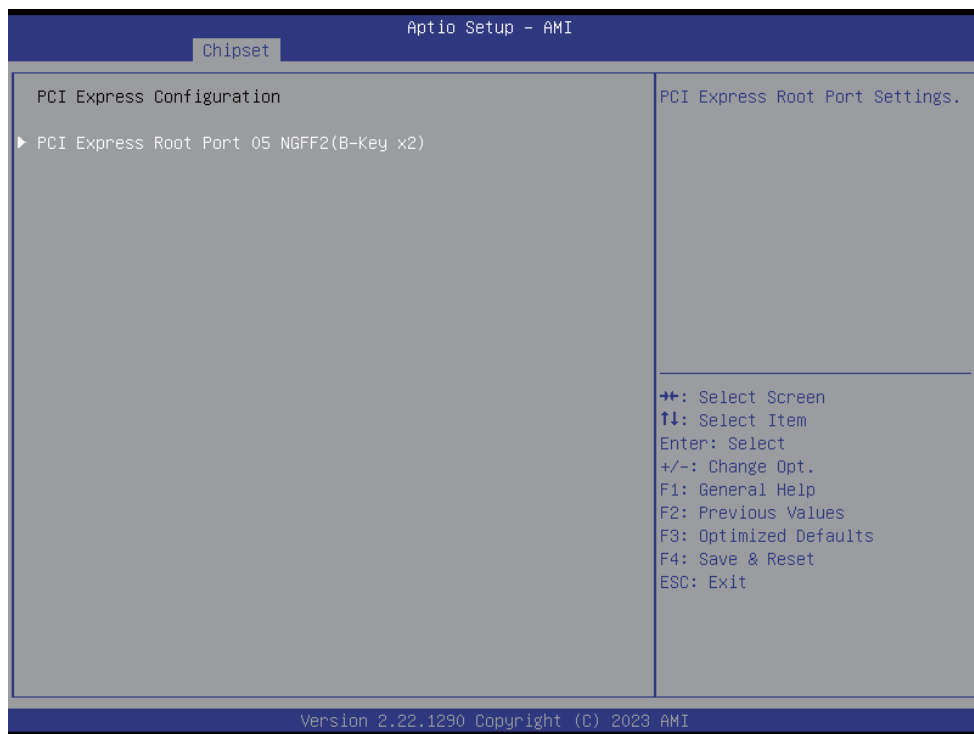 Aptio Setup – AMI
Chipset
PCI Express Configuration
▶ PCI Express Root Port 05 NGFF2(B-Key x2)
PCI Express Root Port Settings.
→←: Select Screen
↑↓: Select Item
Enter: Select
+/-: Change Opt.
F1: General Help
F2: Previous Values
F3: Optimized Defaults
F4: Save & Reset
ESC: Exit
Version 2.22.1290 Copyright (C) 2023 AMI